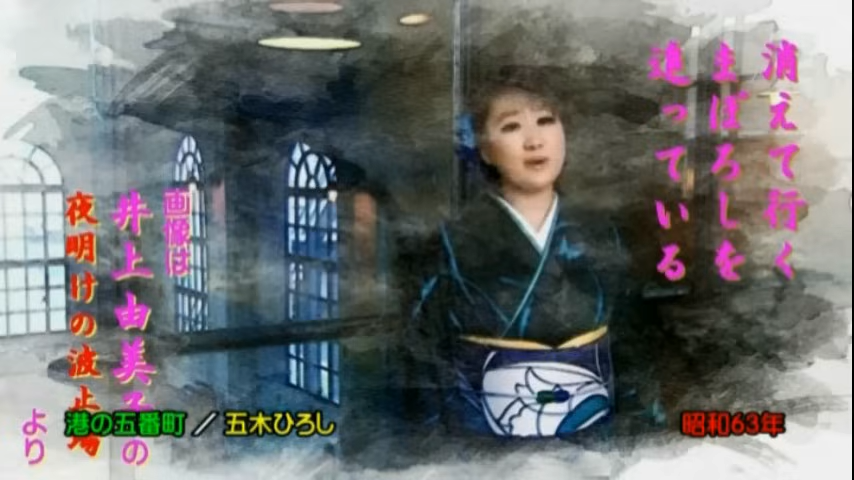 消えて行く
まぼろしを
追っている
画像は
井上由美子の
夜明けの波止場
より
港の五番町 / 五木ひろし
昭和63年